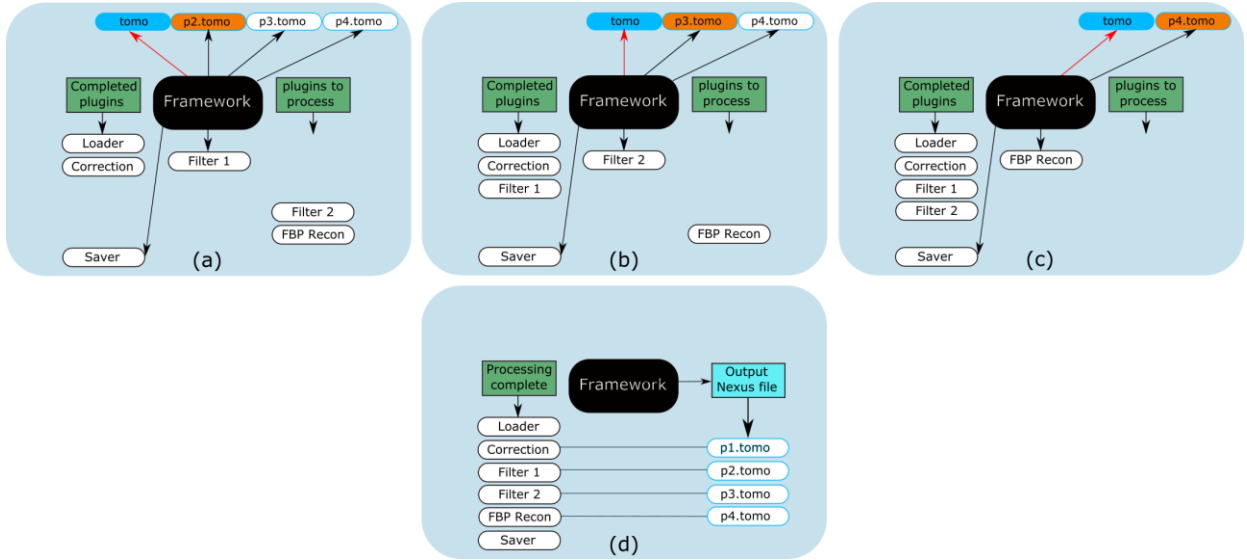 tomo p2.tomo p3.tomo p4.tomo
Completed
plugins
Framework
plugins to
process
Loader
Correction
Filter 1
Filter 2
FBP Recon
Saver
(a)
tomo p3.tomo p4.tomo
Completed
plugins
Framework
plugins to
process
Loader
Correction
Filter 1
Filter 2
FBP Recon
Saver
(b)
tomo p4.tomo
Completed
plugins
Framework
plugins to
process
Loader
Correction
Filter 1
Filter 2
FBP Recon
Saver
(c)
Processing
complete
Framework
Output
Nexus file
Loader
Correction p1.tomo
Filter 1 p2.tomo
Filter 2 p3.tomo
FBP Recon p4.tomo
Saver
(d)